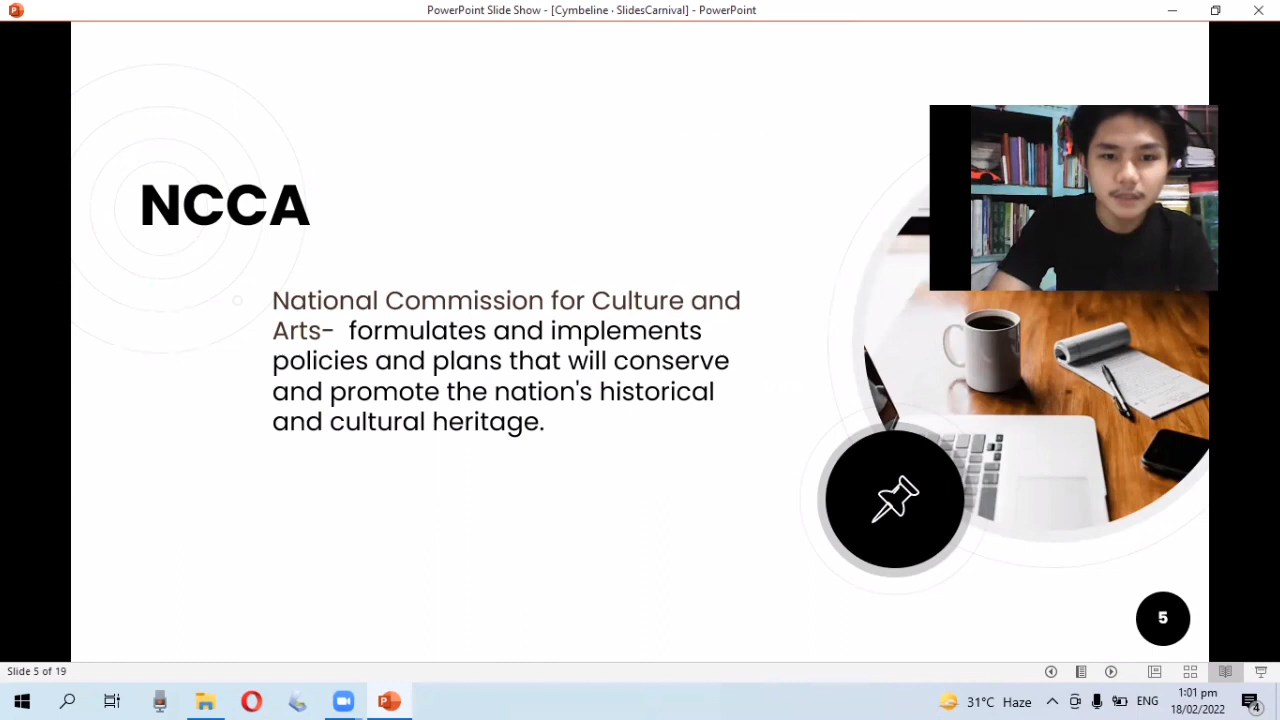 PowerPoint Slide Show - [Cymbeline · SlidesCarnival] - PowerPoint
NCCA
National Commission for Culture and
Arts- formulates and implements
policies and plans that will conserve
and promote the nation's historical
and cultural heritage.
5
Slide 5 of 19
31°C Haze
ENG
1:01 pm
18/02/2022
4